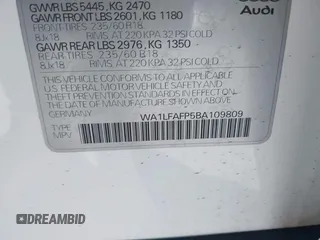 GVWR LBS 5445, KG 2470
GAWR FRONT LBS 2601, KG 1180
FRONT TIRES 235/60 R18
8Jx18 RIMS, AT 220 KPA 32 PSI COLD
GAWR REAR LBS 2976, KG 1350
REAR TIRES 235/60 R18
8Jx18 RIMS, AT 220 KPA 32 PSI COLD
Audi
THIS VEHICLE CONFORMS TO ALL APPLICABLE
U.S. FEDERAL MOTOR VEHICLE SAFETY AND
THEFT PREVENTION STANDARDS IN EFFECT ON THE
DATE OF MANUFACTURE SHOWN ABOVE
TYPE: WA1LFAFP5BA109809
MPV
AUTOBIDMASTER